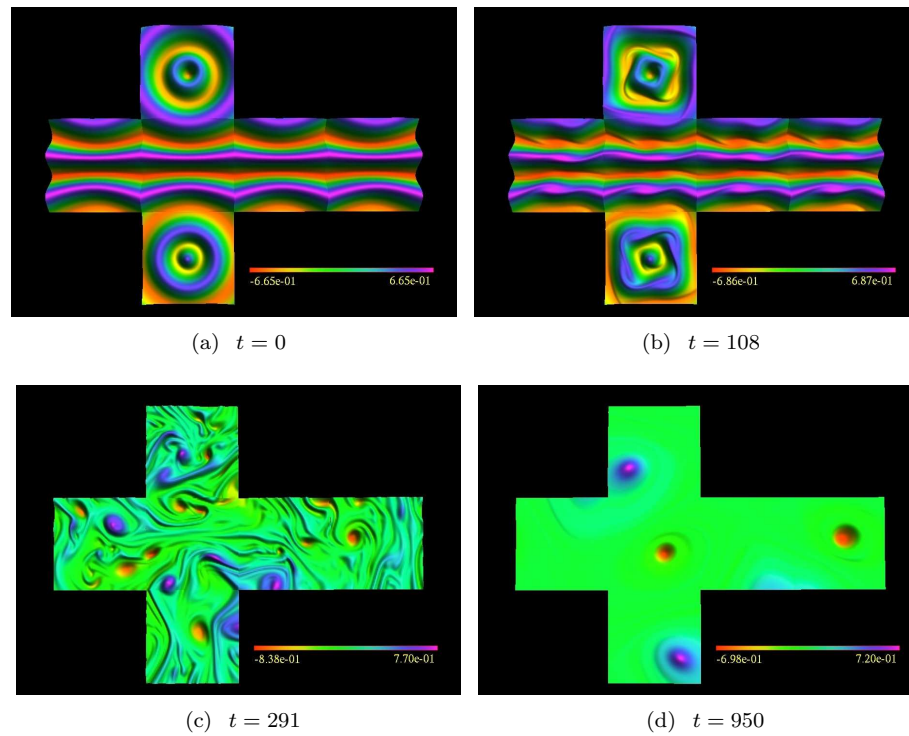 -6.65e-01 6.65e-01
-6.86e-01 6.87e-01
(a) t = 0
(b) t = 108
-8.38e-01 7.70e-01
-6.98e-01 7.20e-01
(c) t = 291
(d) t = 950